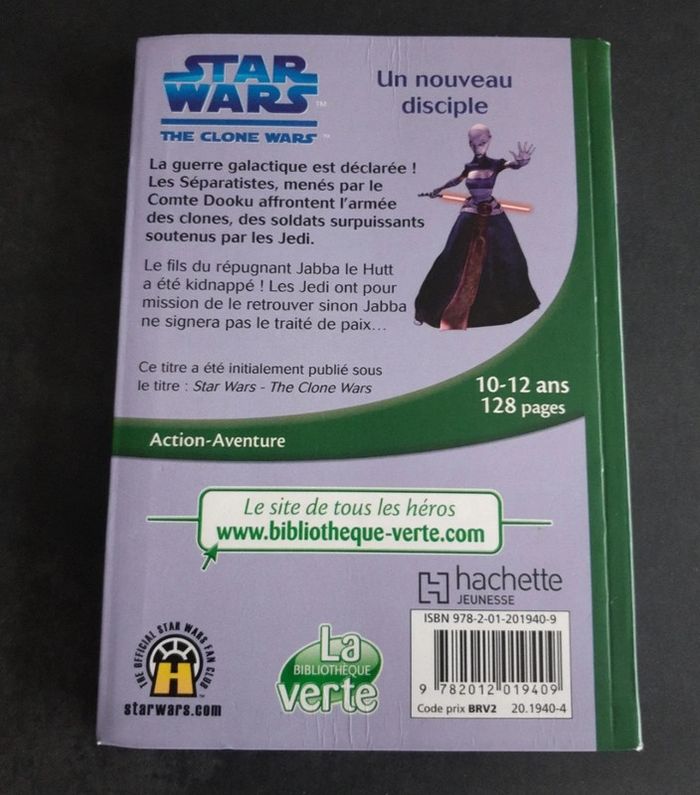 STAR
WARS™
THE CLONE WARS™
Un nouveau
disciple
La guerre galactique est déclarée !
Les Séparatistes, menés par le
Comte Dooku affrontent l'armée
des clones, des soldats surpuissants
soutenus par les Jedi.
Le fils du répugnant Jabba le Hutt
a été kidnappé ! Les Jedi ont pour
mission de le retrouver sinon Jabba
ne signera pas le traité de paix…
Ce titre a été initialement publié sous
le titre : Star Wars - The Clone Wars
10-12 ans
128 pages
Action-Aventure
Le site de tous les héros
www.bibliotheque-verte.com
hachette
JEUNESSE
ISBN 978-2-01-201940-9
9 782012 019409
Code prix BRV2 20.1940-4
La
BIBLIOTHÈQUE
verte
THE OFFICIAL STAR WARS FAN CLUB™
H
starwars.com